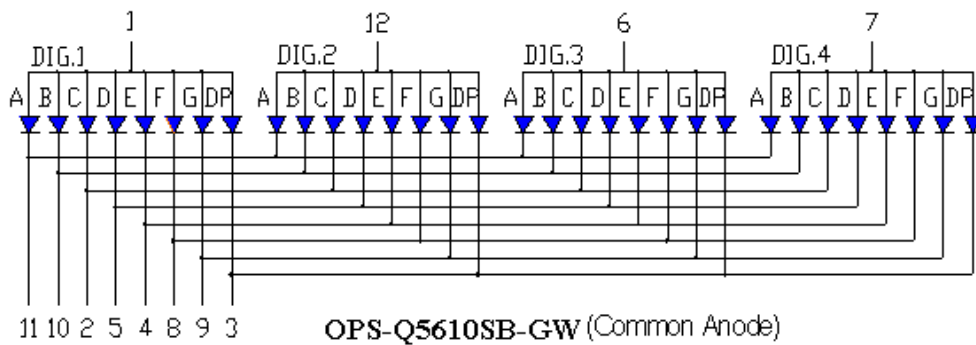 1 12 6 7
DIG.1 DIG.2 DIG.3 DIG.4
A B C D E F G DP A B C D E F G DP A B C D E F G DP A B C D E F G DP
11 10 2 5 4 8 9 3 OPS-Q5610SB-GW (Common Anode)